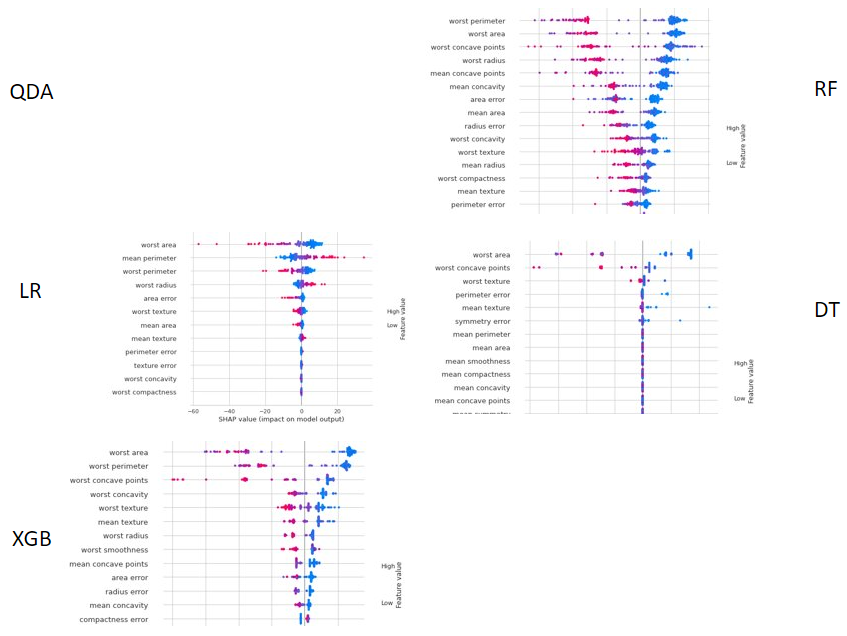 QDA
worst perimeter
worst area
worst concave points
worst radius
mean concave points
mean concavity
area error
mean area
radius error
worst concavity
worst texture
mean radius
worst compactness
mean texture
perimeter error
High
Low
Feature value
RF
LR
worst area
mean perimeter
worst perimeter
worst radius
area error
worst texture
mean area
mean texture
perimeter error
texture error
worst concavity
worst compactness
−60 −40 −20 0 20
SHAP value (impact on model output)
High
Low
Feature value
worst area
worst concave points
worst texture
perimeter error
mean texture
symmetry error
mean perimeter
mean area
mean smoothness
mean compactness
mean concavity
mean concave points
mean symmetry
High
Low
Feature value
DT
XGB
worst area
worst perimeter
worst concave points
worst concavity
worst texture
mean texture
worst radius
worst smoothness
mean concave points
area error
radius error
mean concavity
compactness error
High
Low
Feature value